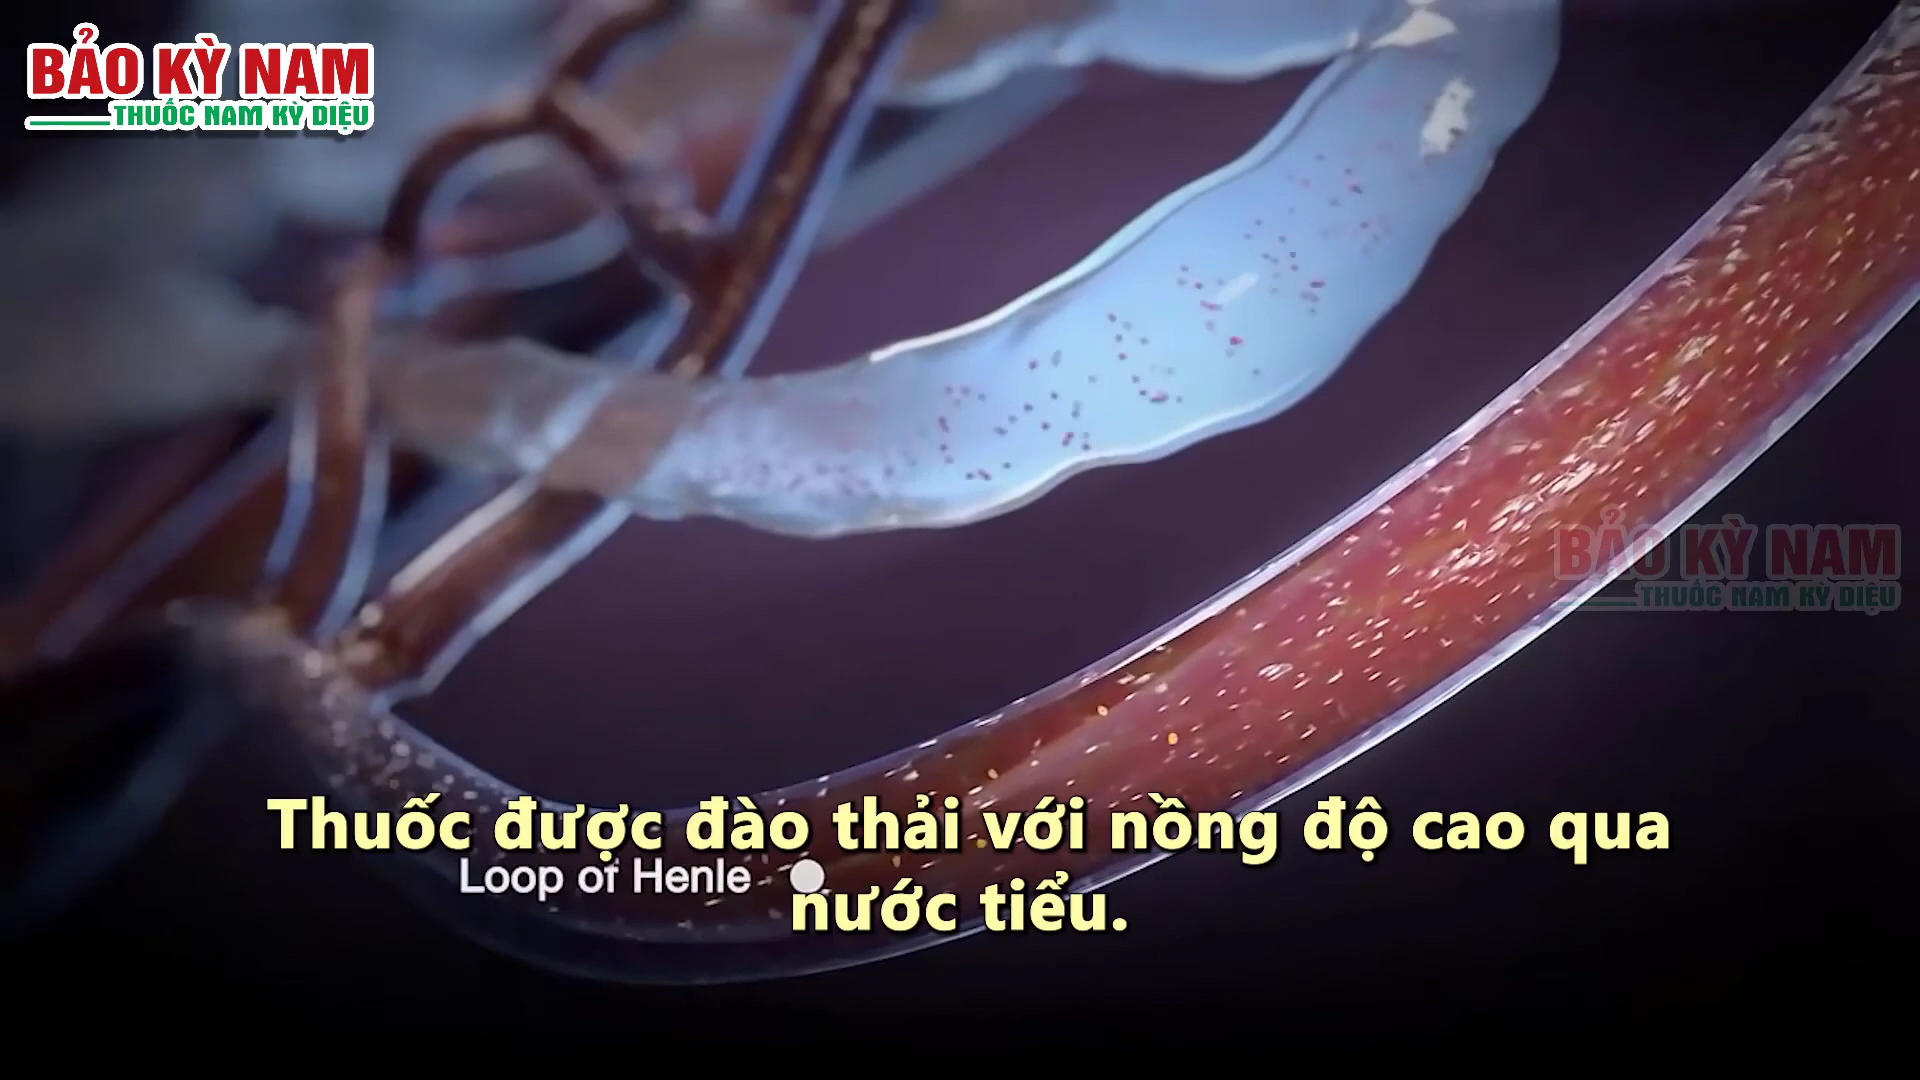 BẢO KỲ NAM
THUỐC NAM KỲ DIỆU
BẢO KỲ NAM
THUỐC NAM KỲ DIỆU
Thuốc được đào thải với nồng độ cao qua
Loop of Henle
nước tiểu.